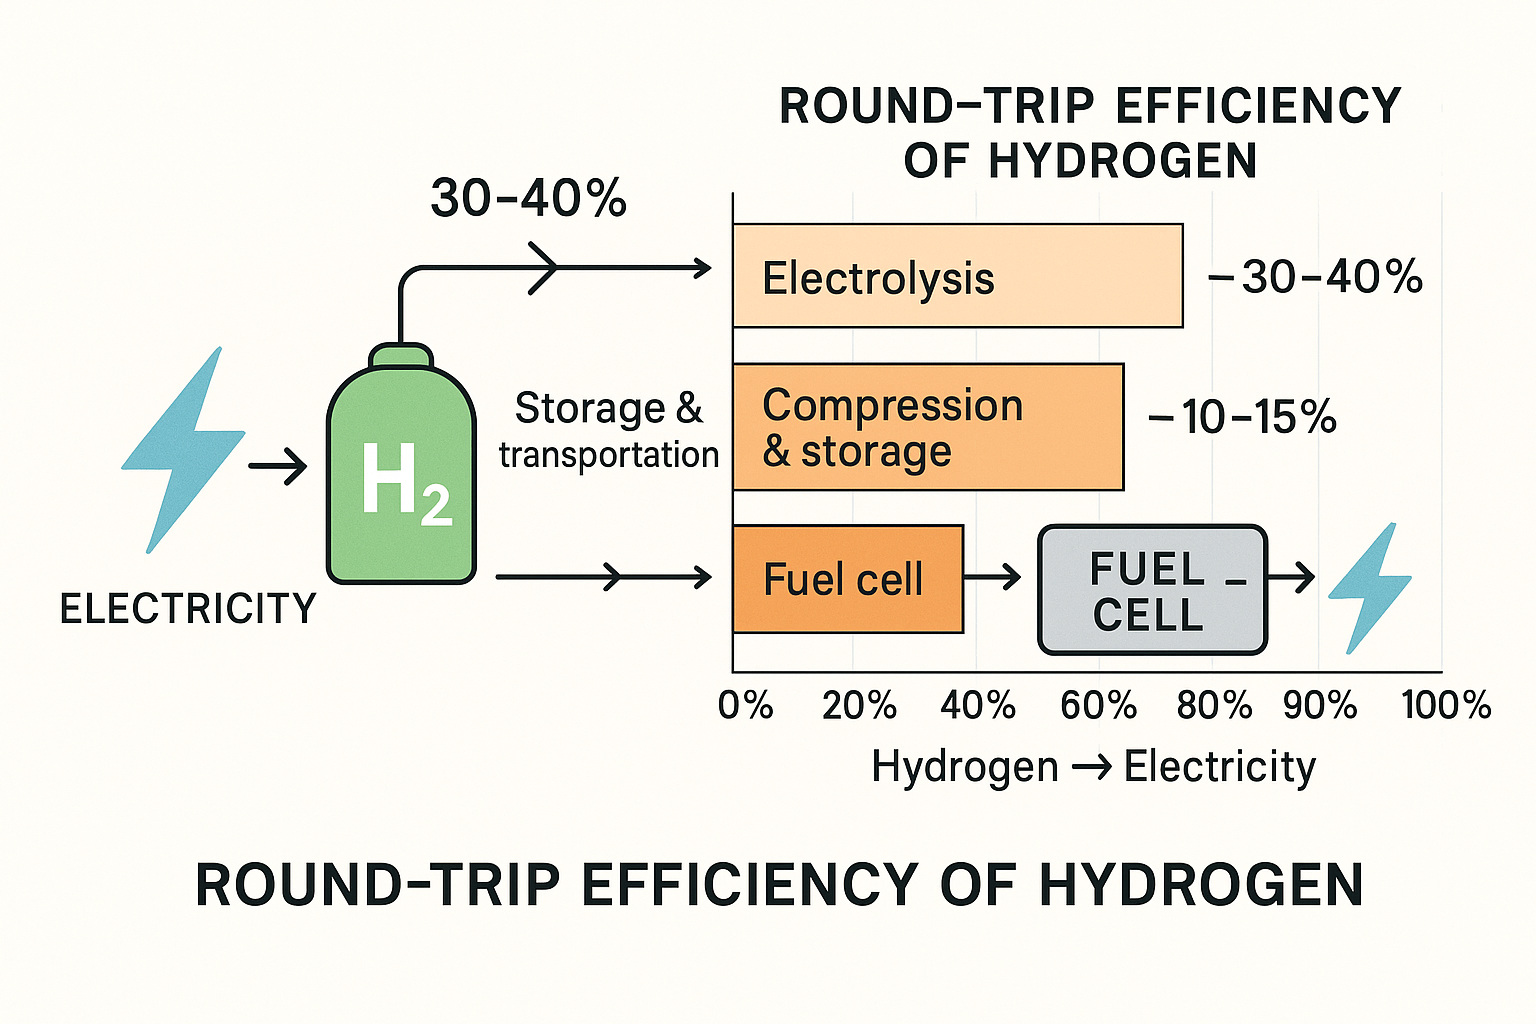 ROUND–TRIP EFFICIENCY
OF HYDROGEN
30–40%
Electrolysis
– 30–40%
Storage &
transportation
Compression
& storage
– 10–15%
H₂
ELECTRICITY
Fuel cell
FUEL –
CELL
0% 20% 40% 60% 80% 90% 100%
Hydrogen → Electricity
ROUND–TRIP EFFICIENCY OF HYDROGEN